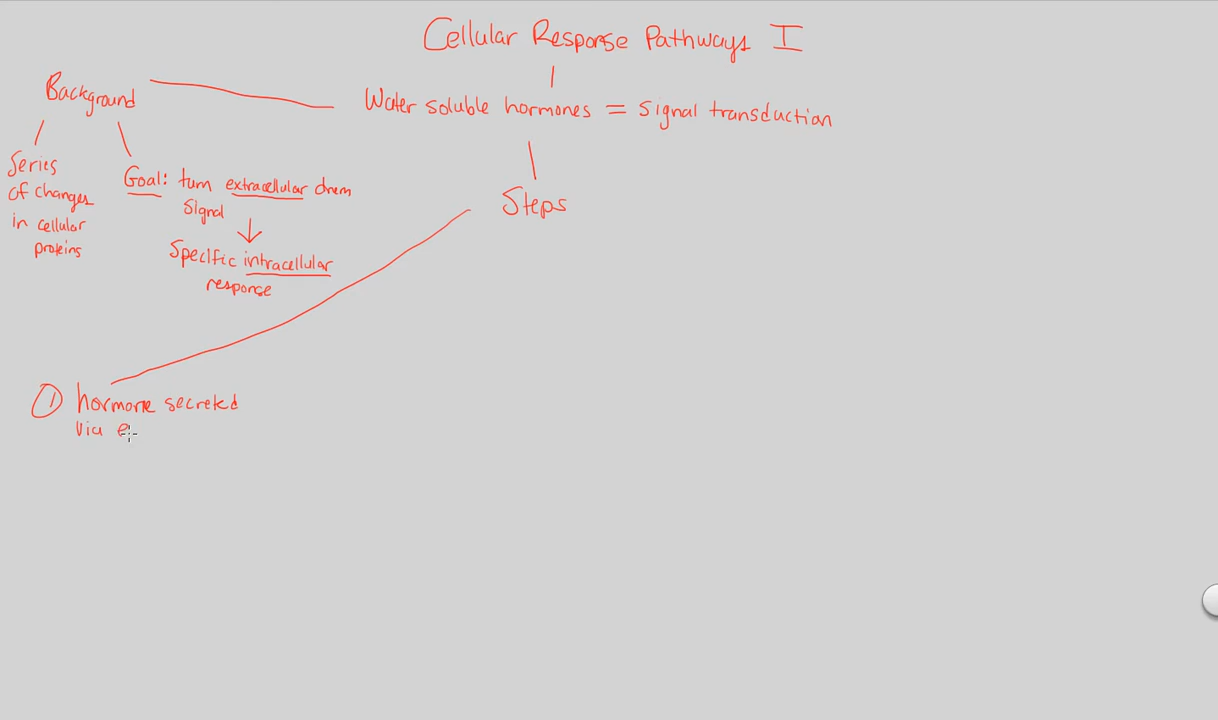 Cellular Response Pathways I
Background
Water soluble hormones = Signal transduction
Series
of changes
in cellular
proteins
Goal: turn extracellular chem
signal
↓
Specific intracellular
response
Steps
① hormone secreted
via e